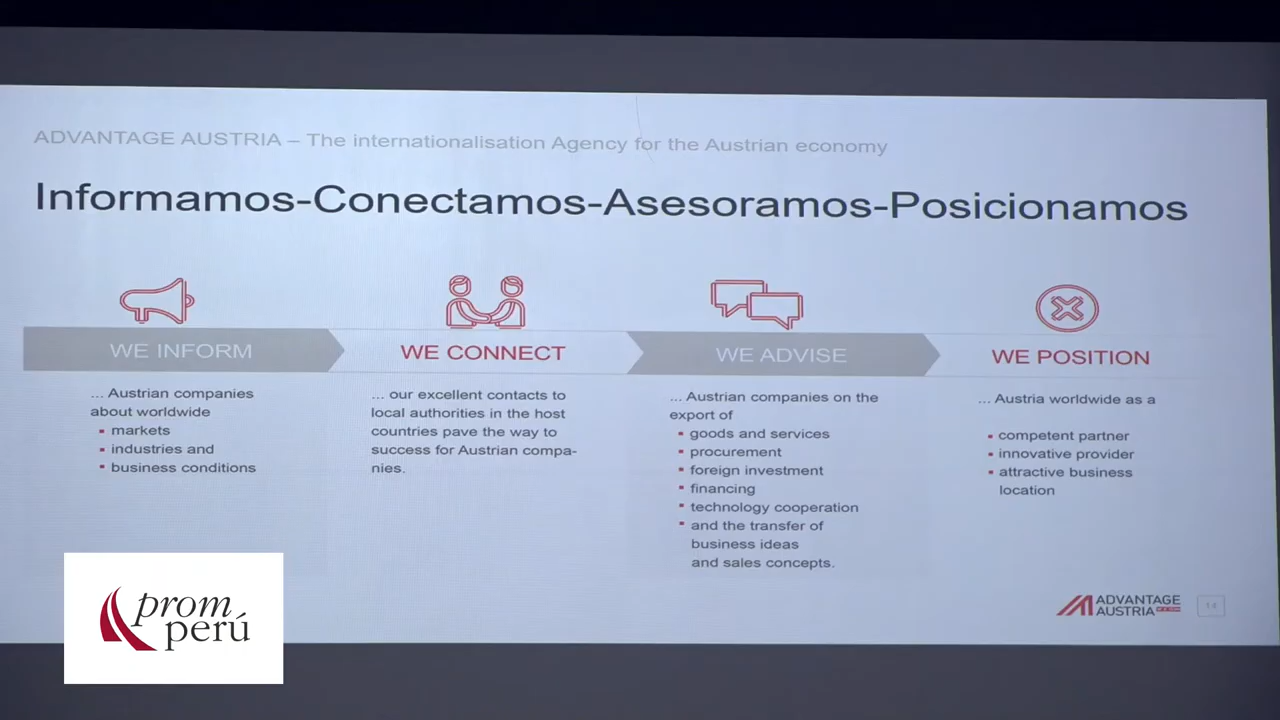 ADVANTAGE AUSTRIA – The internationalisation Agency for the Austrian economy
Informamos-Conectamos-Asesoramos-Posicionamos
WE INFORM
... Austrian companies
about worldwide
▪ markets
▪ industries and
▪ business conditions
WE CONNECT
... our excellent contacts to
local authorities in the host
countries pave the way to
success for Austrian compa-
nies.
WE ADVISE
... Austrian companies on the
export of
▪ goods and services
▪ procurement
▪ foreign investment
▪ financing
▪ technology cooperation
▪ and the transfer of
business ideas
and sales concepts.
WE POSITION
... Austria worldwide as a
▪ competent partner
▪ innovative provider
▪ attractive business
location
prom
perú
ADVANTAGE
AUSTRIA
14